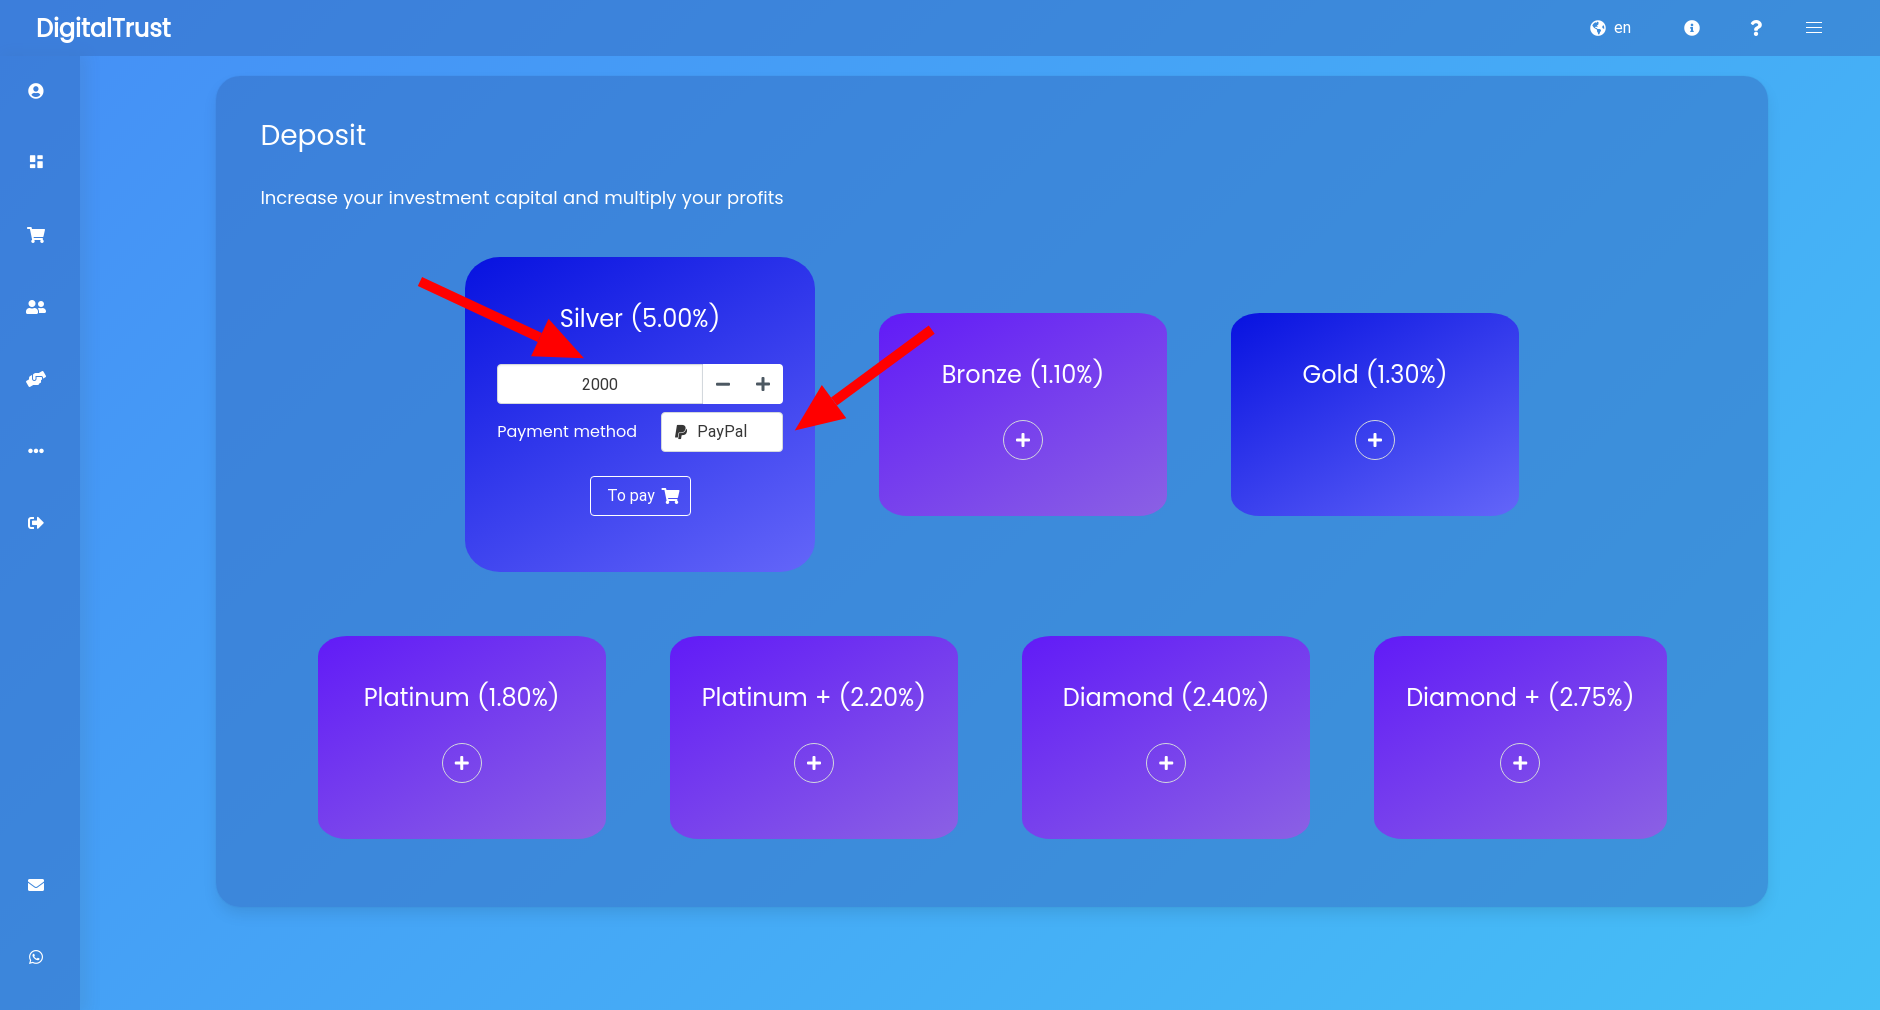 DigitalTrust
en
Deposit
Increase your investment capital and multiply your profits
Silver (5.00%)
2000
Payment method
PayPal
To pay
Bronze (1.10%)
Gold (1.30%)
Platinum (1.80%)
Platinum + (2.20%)
Diamond (2.40%)
Diamond + (2.75%)